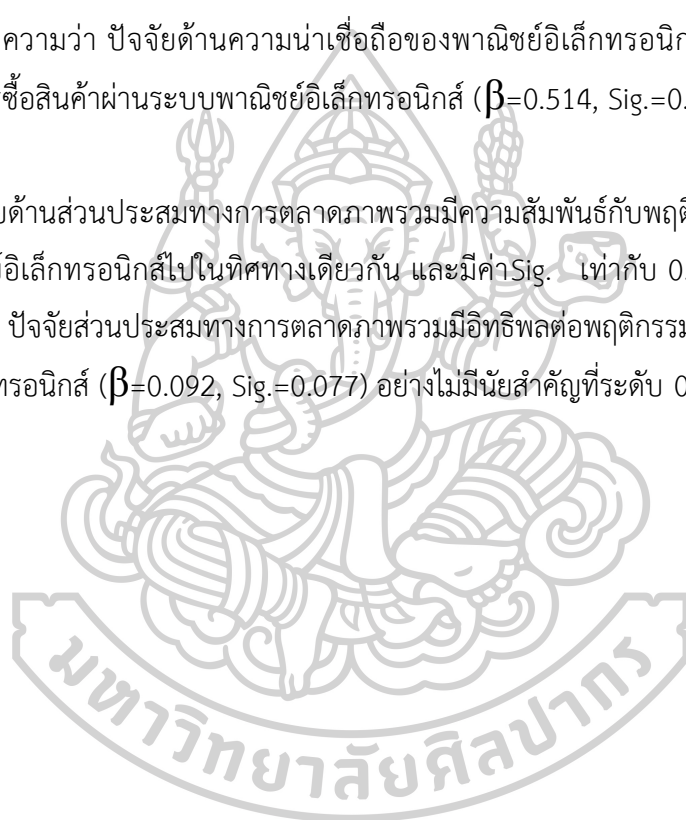 ความว่า ปัจจัยด้านความน่าเชื่อถือของพาณิชย์อิเล็กทรอนิก
ซื้อสินค้าผ่านระบบพาณิชย์อิเล็กทรอนิกส์ (β=0.514, Sig.=0.
ยด้านส่วนประสมทางการตลาดภาพรวมมีความสัมพันธ์กับพฤติ
อิเล็กทรอนิกส์ไปในทิศทางเดียวกัน และมีค่าSig. เท่ากับ 0.
ปัจจัยส่วนประสมทางการตลาดภาพรวมมีอิทธิพลต่อพฤติกรรม
ทรอนิกส์ (β=0.092, Sig.=0.077) อย่างไม่มีนัยสำคัญที่ระดับ 0
มหาวิทยาลัยศิลปากร